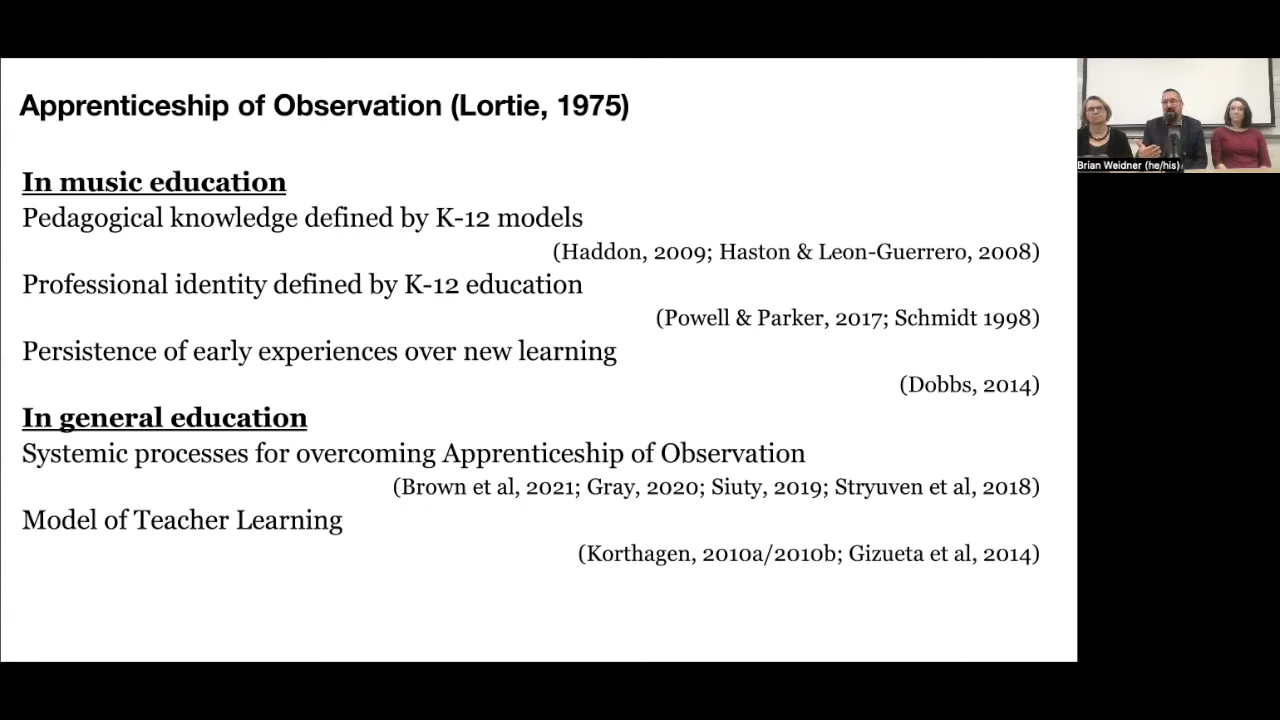 Apprenticeship of Observation (Lortie, 1975)
In music education
Pedagogical knowledge defined by K-12 models
(Haddon, 2009; Haston & Leon-Guerrero, 2008)
Professional identity defined by K-12 education
(Powell & Parker, 2017; Schmidt 1998)
Persistence of early experiences over new learning
(Dobbs, 2014)
In general education
Systemic processes for overcoming Apprenticeship of Observation
(Brown et al, 2021; Gray, 2020; Siuty, 2019; Stryuven et al, 2018)
Model of Teacher Learning
(Korthagen, 2010a/2010b; Gizueta et al, 2014)
Brian Weidner (he/his)